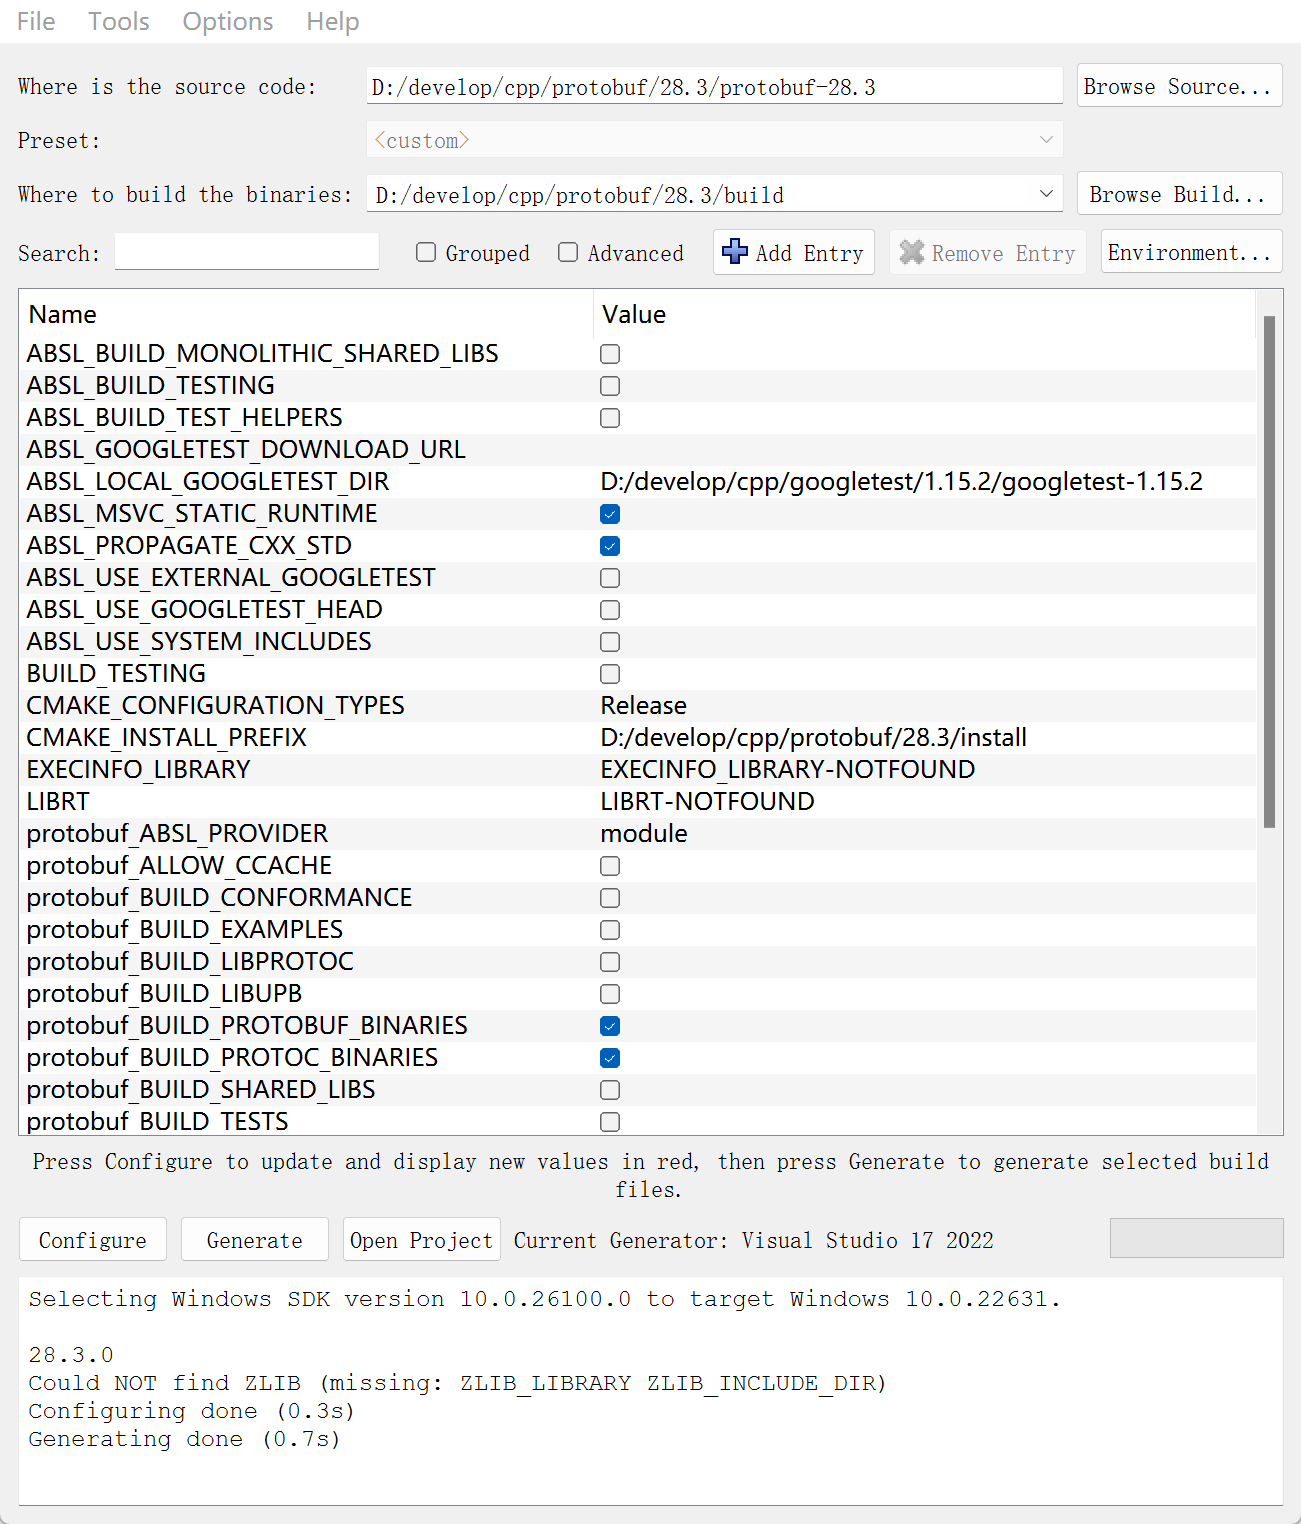 File Tools Options Help
Where is the source code: D:/develop/cpp/protobuf/28.3/protobuf-28.3 Browse Source...
Preset: <custom>
Where to build the binaries: D:/develop/cpp/protobuf/28.3/build Browse Build...
Search: Grouped Advanced Add Entry Remove Entry Environment...
Name Value
ABSL_BUILD_MONOLITHIC_SHARED_LIBS
ABSL_BUILD_TESTING
ABSL_BUILD_TEST_HELPERS
ABSL_GOOGLETEST_DOWNLOAD_URL
ABSL_LOCAL_GOOGLETEST_DIR D:/develop/cpp/googletest/1.15.2/googletest-1.15.2
ABSL_MSVC_STATIC_RUNTIME
ABSL_PROPAGATE_CXX_STD
ABSL_USE_EXTERNAL_GOOGLETEST
ABSL_USE_GOOGLETEST_HEAD
ABSL_USE_SYSTEM_INCLUDES
BUILD_TESTING
CMAKE_CONFIGURATION_TYPES Release
CMAKE_INSTALL_PREFIX D:/develop/cpp/protobuf/28.3/install
EXECINFO_LIBRARY EXECINFO_LIBRARY-NOTFOUND
LIBRT LIBRT-NOTFOUND
protobuf_ABSL_PROVIDER module
protobuf_ALLOW_CCACHE
protobuf_BUILD_CONFORMANCE
protobuf_BUILD_EXAMPLES
protobuf_BUILD_LIBPROTOC
protobuf_BUILD_LIBUPB
protobuf_BUILD_PROTOBUF_BINARIES
protobuf_BUILD_PROTOC_BINARIES
protobuf_BUILD_SHARED_LIBS
protobuf_BUILD_TESTS
Press Configure to update and display new values in red, then press Generate to generate selected build
files.
Configure Generate Open Project Current Generator: Visual Studio 17 2022
Selecting Windows SDK version 10.0.26100.0 to target Windows 10.0.22631.
28.3.0
Could NOT find ZLIB (missing: ZLIB_LIBRARY ZLIB_INCLUDE_DIR)
Configuring done (0.3s)
Generating done (0.7s)